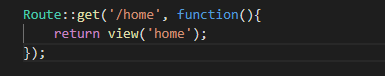 Route::get('/home', function(){
    return view('home');
});